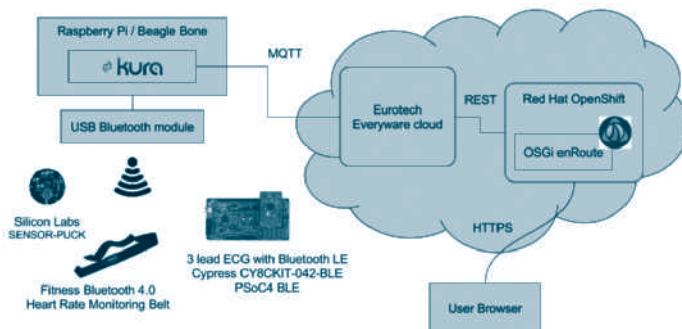 Raspberry Pi / Beagle Bone
kura
MQTT
USB Bluetooth module
Eurotech
Everyware cloud
REST
Red Hat OpenShift
OSGi enRoute
Silicon Labs
SENSOR-PUCK
3 lead ECG with Bluetooth LE
Cypress CY8CKIT-042-BLE
PSoC4 BLE
Fitness Bluetooth 4.0
Heart Rate Monitoring Belt
HTTPS
User Browser